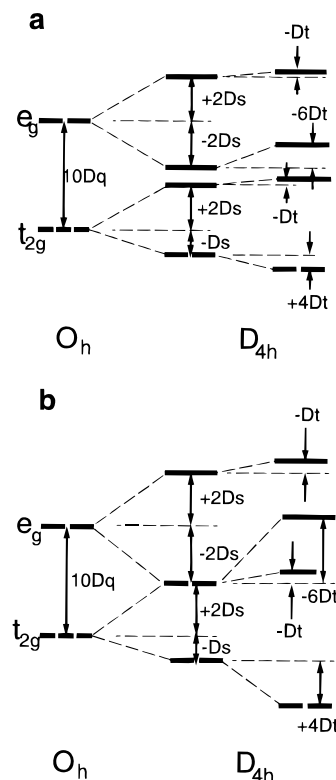 a
-Dt
+2Ds
-6Dt
e_g
-2Ds
10Dq
+2Ds
-Dt
t_2g
-Ds
+4Dt
O_h D_4h
b
-Dt
+2Ds
e_g
-2Ds
10Dq
+2Ds
-6Dt
-Dt
t_2g
-Ds
+4Dt
O_h D_4h